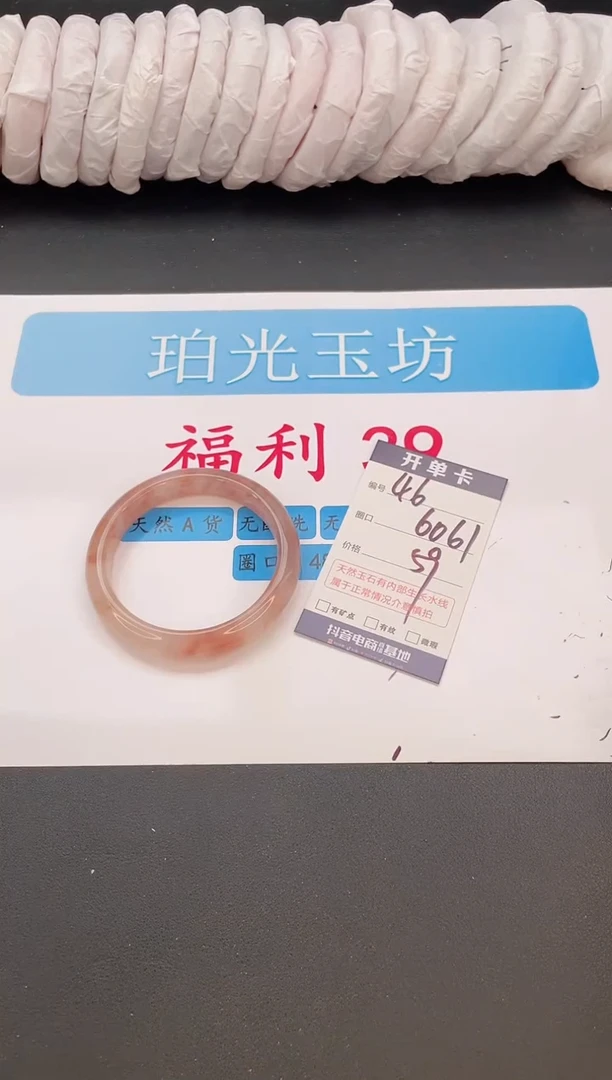 珀光玉坊
福利 39
天然A货
圈口 48
开单卡
编号 46
圈口 6061
价格 59
天然玉石有内部生长水线
属于正常情况介意慎拍
有矿点 有纹 微瑕
抖音电商 基地